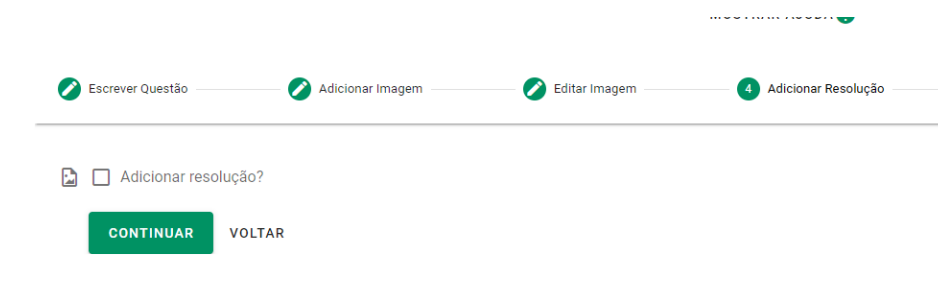 Escrever Questão Adicionar Imagem Editar Imagem 4 Adicionar Resolução
Adicionar resolução?
CONTINUAR VOLTAR